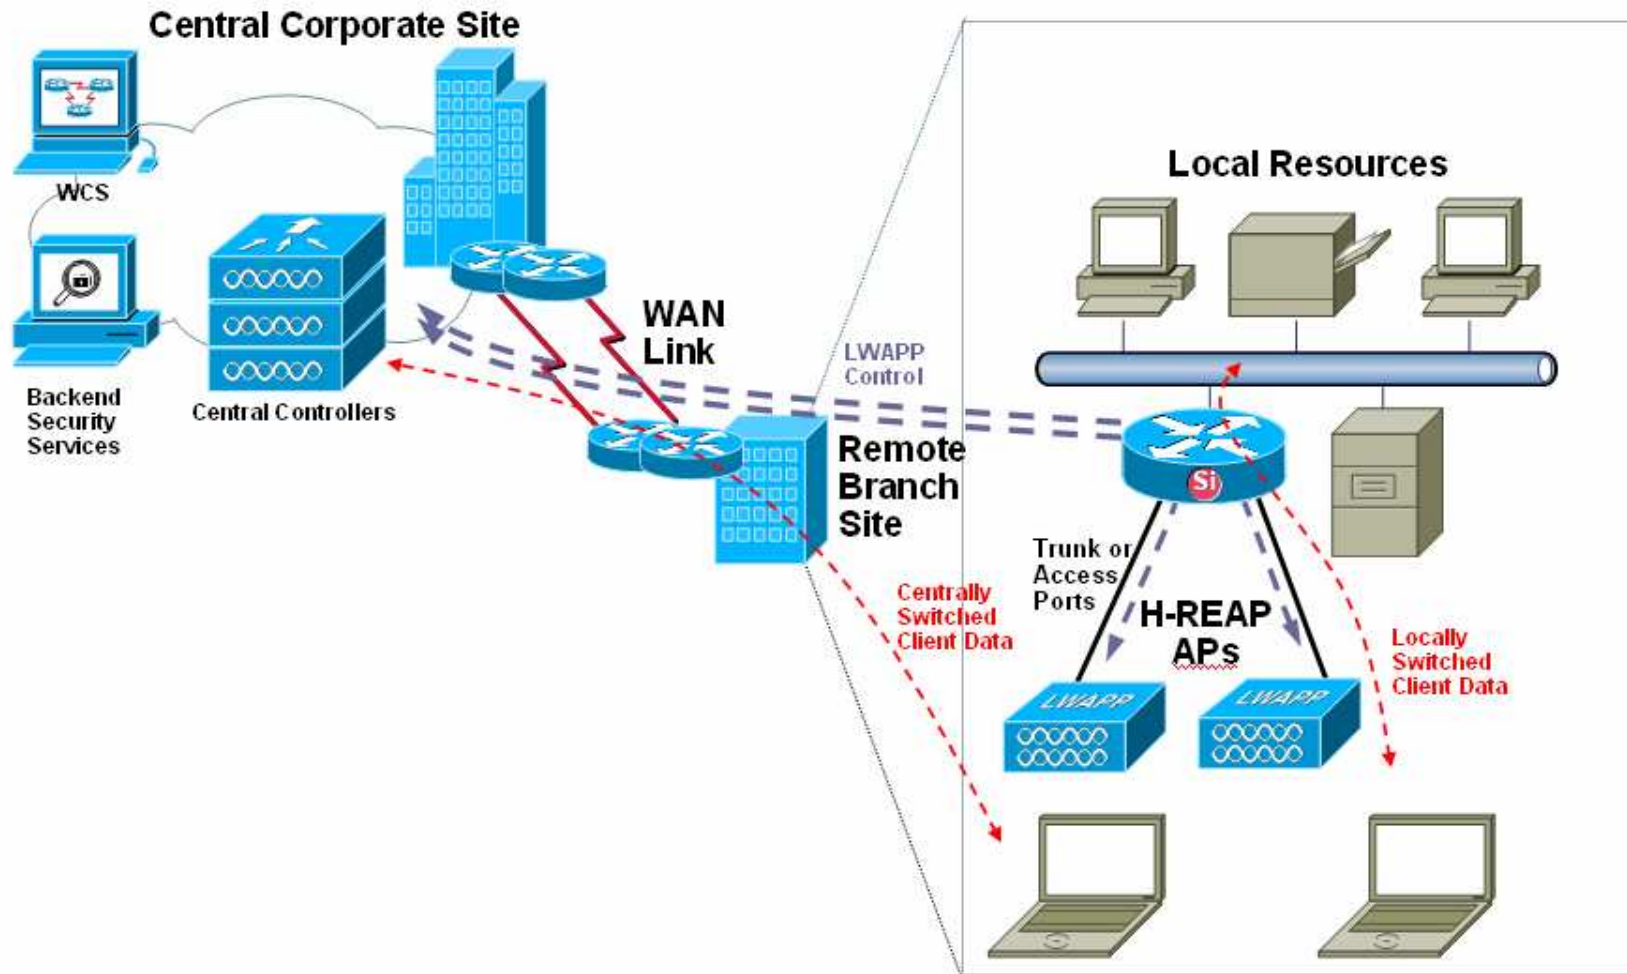 Central Corporate Site
WCS
Backend
Security
Services
Central Controllers
WAN
Link
LWAPP
Control
Remote
Branch
Site
Centrally
Switched
Client Data
Local Resources
Si
Trunk or
Access
Ports
H-REAP
APs
Locally
Switched
Client Data
LWAPP
LWAPP